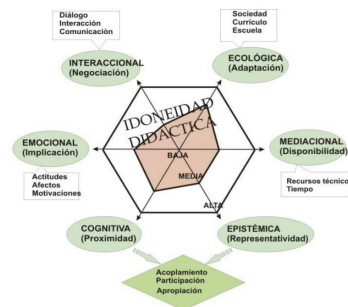 Diálogo
Interacción
Comunicación
Sociedad
Currículo
Escuela
INTERACCIONAL
(Negociación)
ECOLÓGICA
(Adaptación)
IDONEIDAD
DIDÁCTICA
EMOCIONAL
(Implicación)
BAJA
MEDIACIONAL
(Disponibilidad)
MEDIA
Actitudes
Afectos
Motivaciones
Recursos técnico
Tiempo
ALTA
COGNITIVA
(Proximidad)
EPISTÉMICA
(Representatividad)
Acoplamiento
Participación
Apropiación